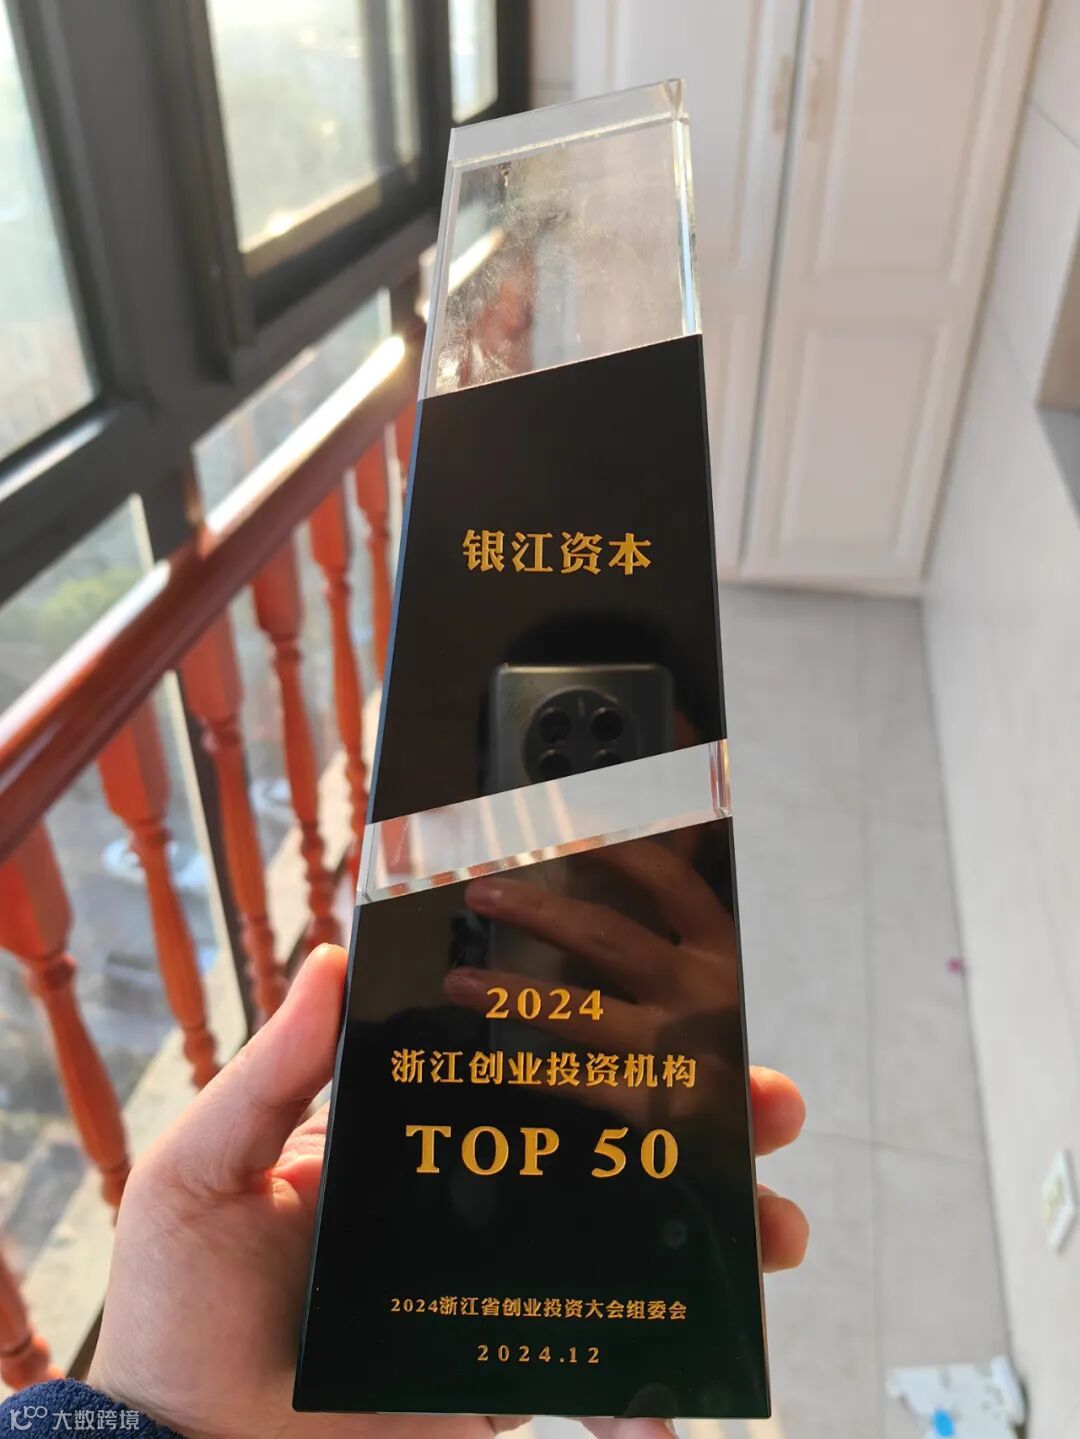 银江资本
2024
浙江创业投资机构
TOP 50
2024浙江省创业投资大会组委会
2024.12
大数跨境